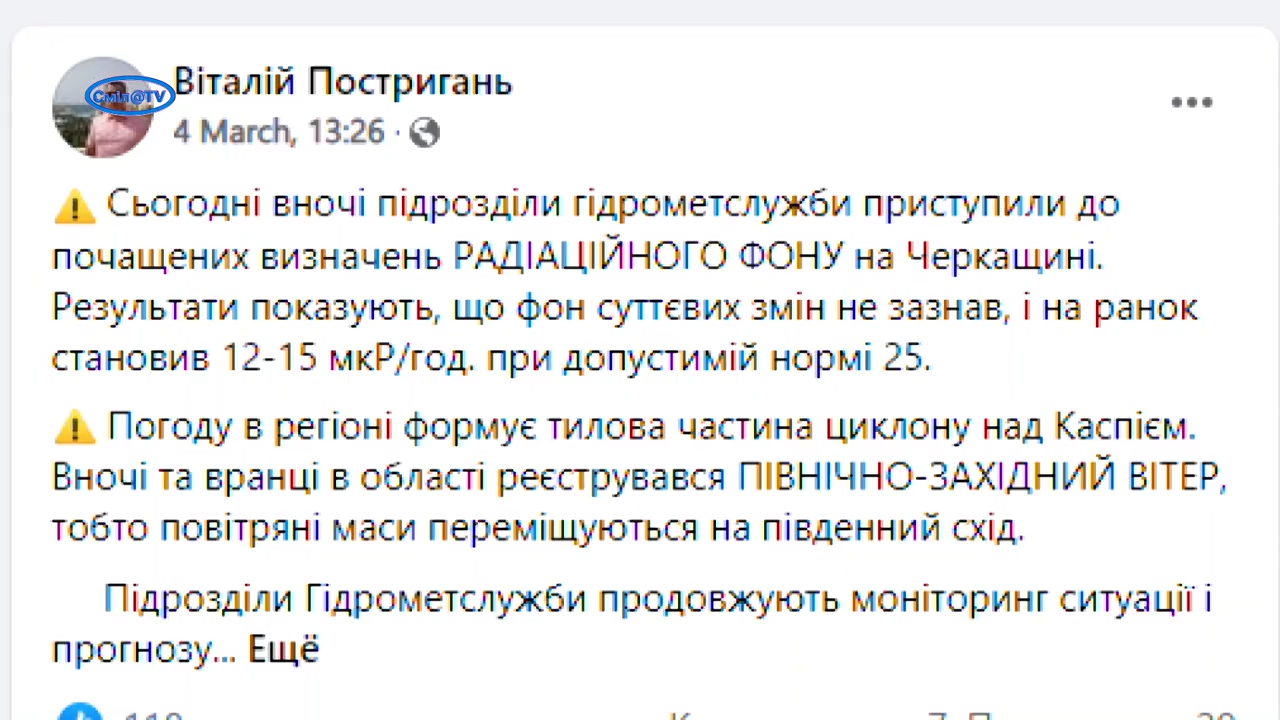 Сміл@TV
Віталій Постригань
4 March, 13:26 ·
Сьогодні вночі підрозділи гідрометслужби приступили до
почащених визначень РАДІАЦІЙНОГО ФОНУ на Черкащині.
Результати показують, що фон суттєвих змін не зазнав, і на ранок
становив 12-15 мкР/год. при допустимій нормі 25.
Погоду в регіоні формує тилова частина циклону над Каспієм.
Вночі та вранці в області реєструвався ПІВНІЧНО-ЗАХІДНИЙ ВІТЕР,
тобто повітряні маси переміщуються на південний схід.
Підрозділи Гідрометслужби продовжують моніторинг ситуації і
прогнозу... Ещё